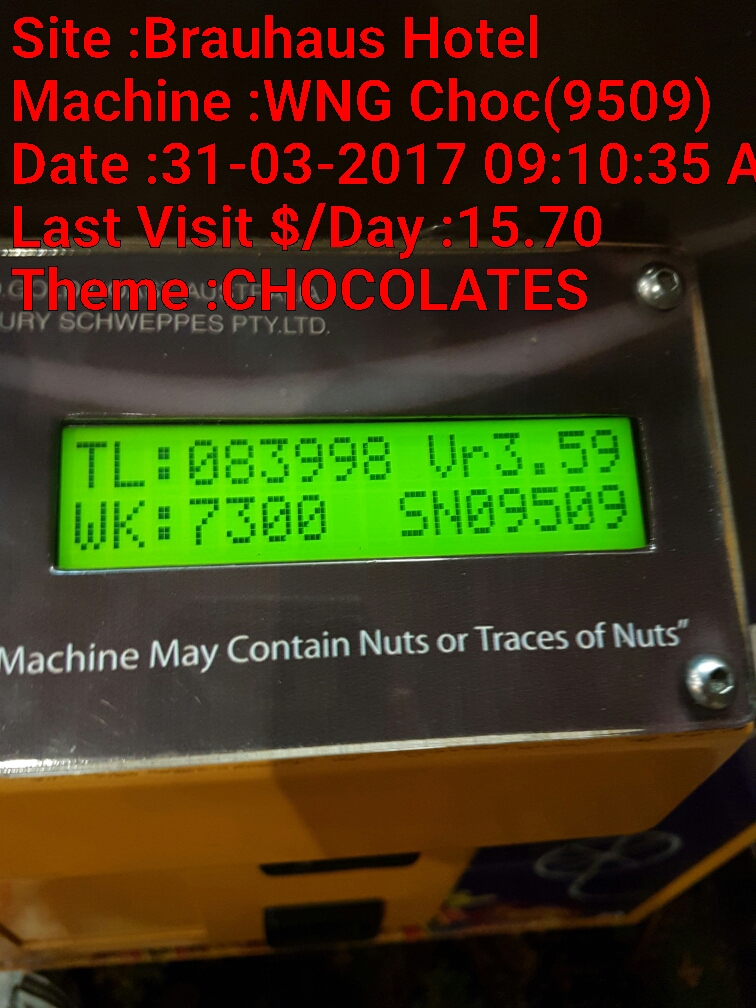 Site :Brauhaus Hotel
Machine :WNG Choc(9509)
Date :31-03-2017 09:10:35 A
Last Visit $/Day :15.70
Theme :CHOCOLATES
URY SCHWEPPES PTY.LTD.
TL:083998 Vr3.59
WK:7300 SN09509
Machine May Contain Nuts or Traces of Nuts"